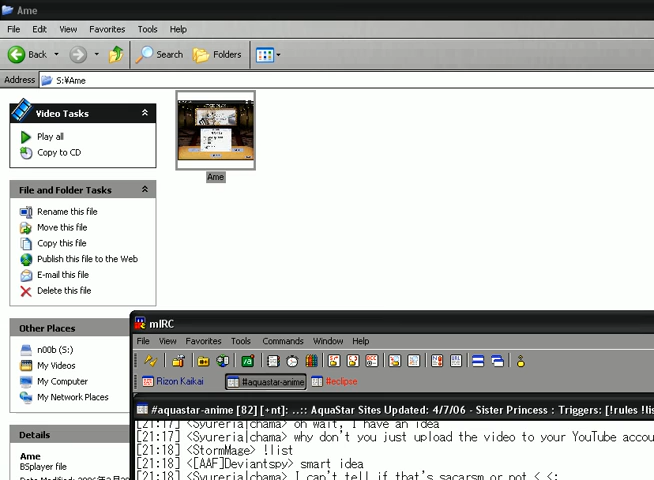 Ame
File Edit View Favorites Tools Help
Back Search Folders
Address S:¥Ame
Video Tasks
Play all
Copy to CD
Ame
File and Folder Tasks
Rename this file
Move this file
Copy this file
Publish this file to the Web
E-mail this file
Delete this file
Other Places
n00b (S:)
My Videos
My Computer
My Network Places
Details
Ame
BSplayer file
mIRC
File View Favorites Tools Commands Window Help
Rizon Kaikai #aquastar-anime #eclipse
#aquastar-anime [82] [+nt]: ..:: AquaStar Sites Updated: 4/7/06 - Sister Princess : Triggers: [!rules !lis
[21:17] <Syureria|chama> oh wait, I have an idea
[21:17] <Syureria|chama> why don't you just upload the video to your YouTube accou
[21:18] <StormMage> !list
[21:18] <[AAF]Deviantspy> smart idea
[21:18] <Syureria|chama> I can't tell if that's sacarsm or not <_<;